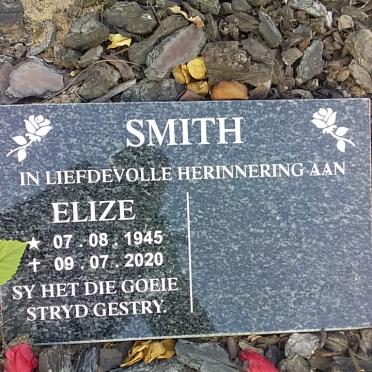 SMITH
IN LIEFDEVOLLE HERINNERING AAN
ELIZE
★ 07 . 08 . 1945
✝ 09 . 07 . 2020
SY HET DIE GOEIE
STRYD GESTRY.